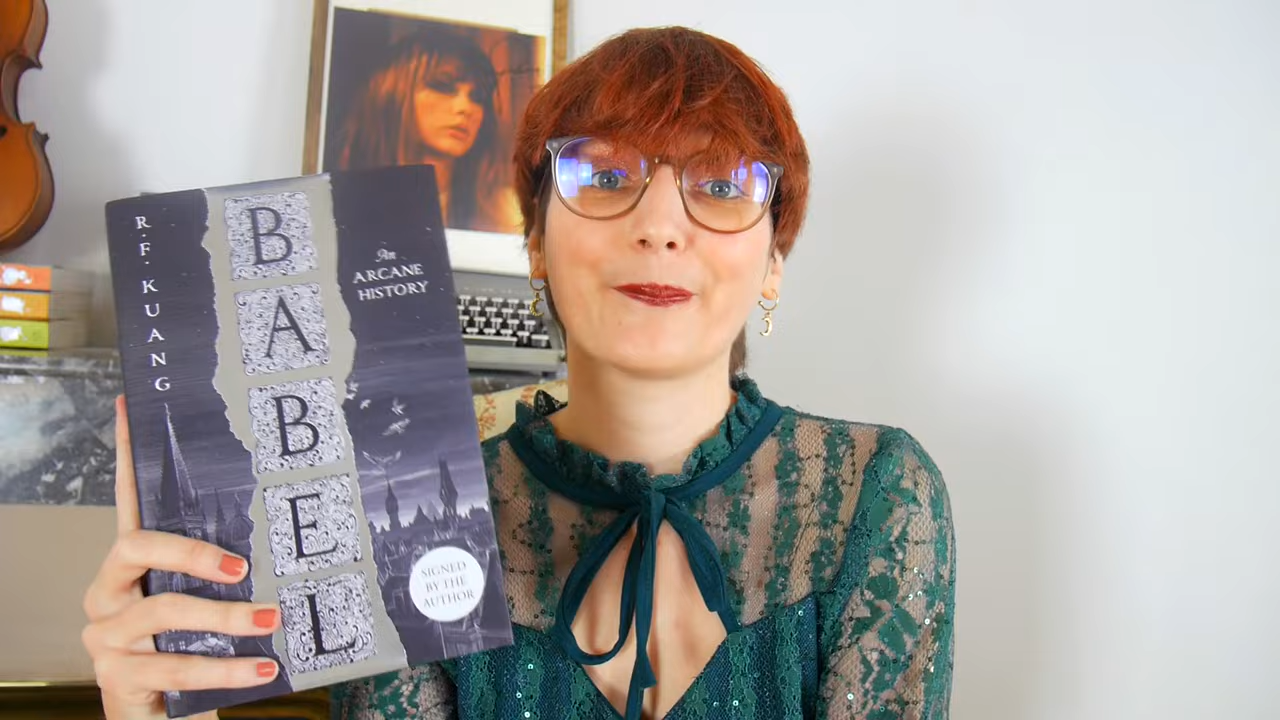 R.F. KUANG
BABEL
An
ARCANE
HISTORY
SIGNED
BY THE
AUTHOR